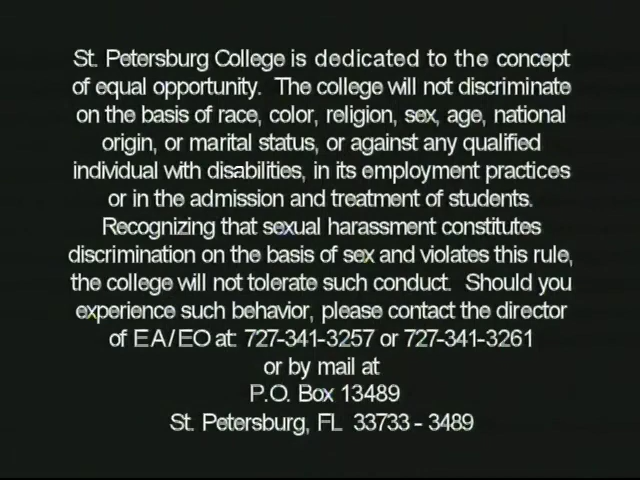 St. Petersburg College is dedicated to the concept
of equal opportunity.  The college will not discriminate
on the basis of race, color, religion, sex, age, national
origin, or marital status, or against any qualified
individual with disabilities, in its employment practices
or in the admission and treatment of students.
Recognizing that sexual harassment constitutes
discrimination on the basis of sex and violates this rule,
the college will not tolerate such conduct.  Should you
experience such behavior, please contact the director
of EA/EO at: 727-341-3257 or 727-341-3261
or by mail at
P.O. Box 13489
St. Petersburg, FL  33733 - 3489